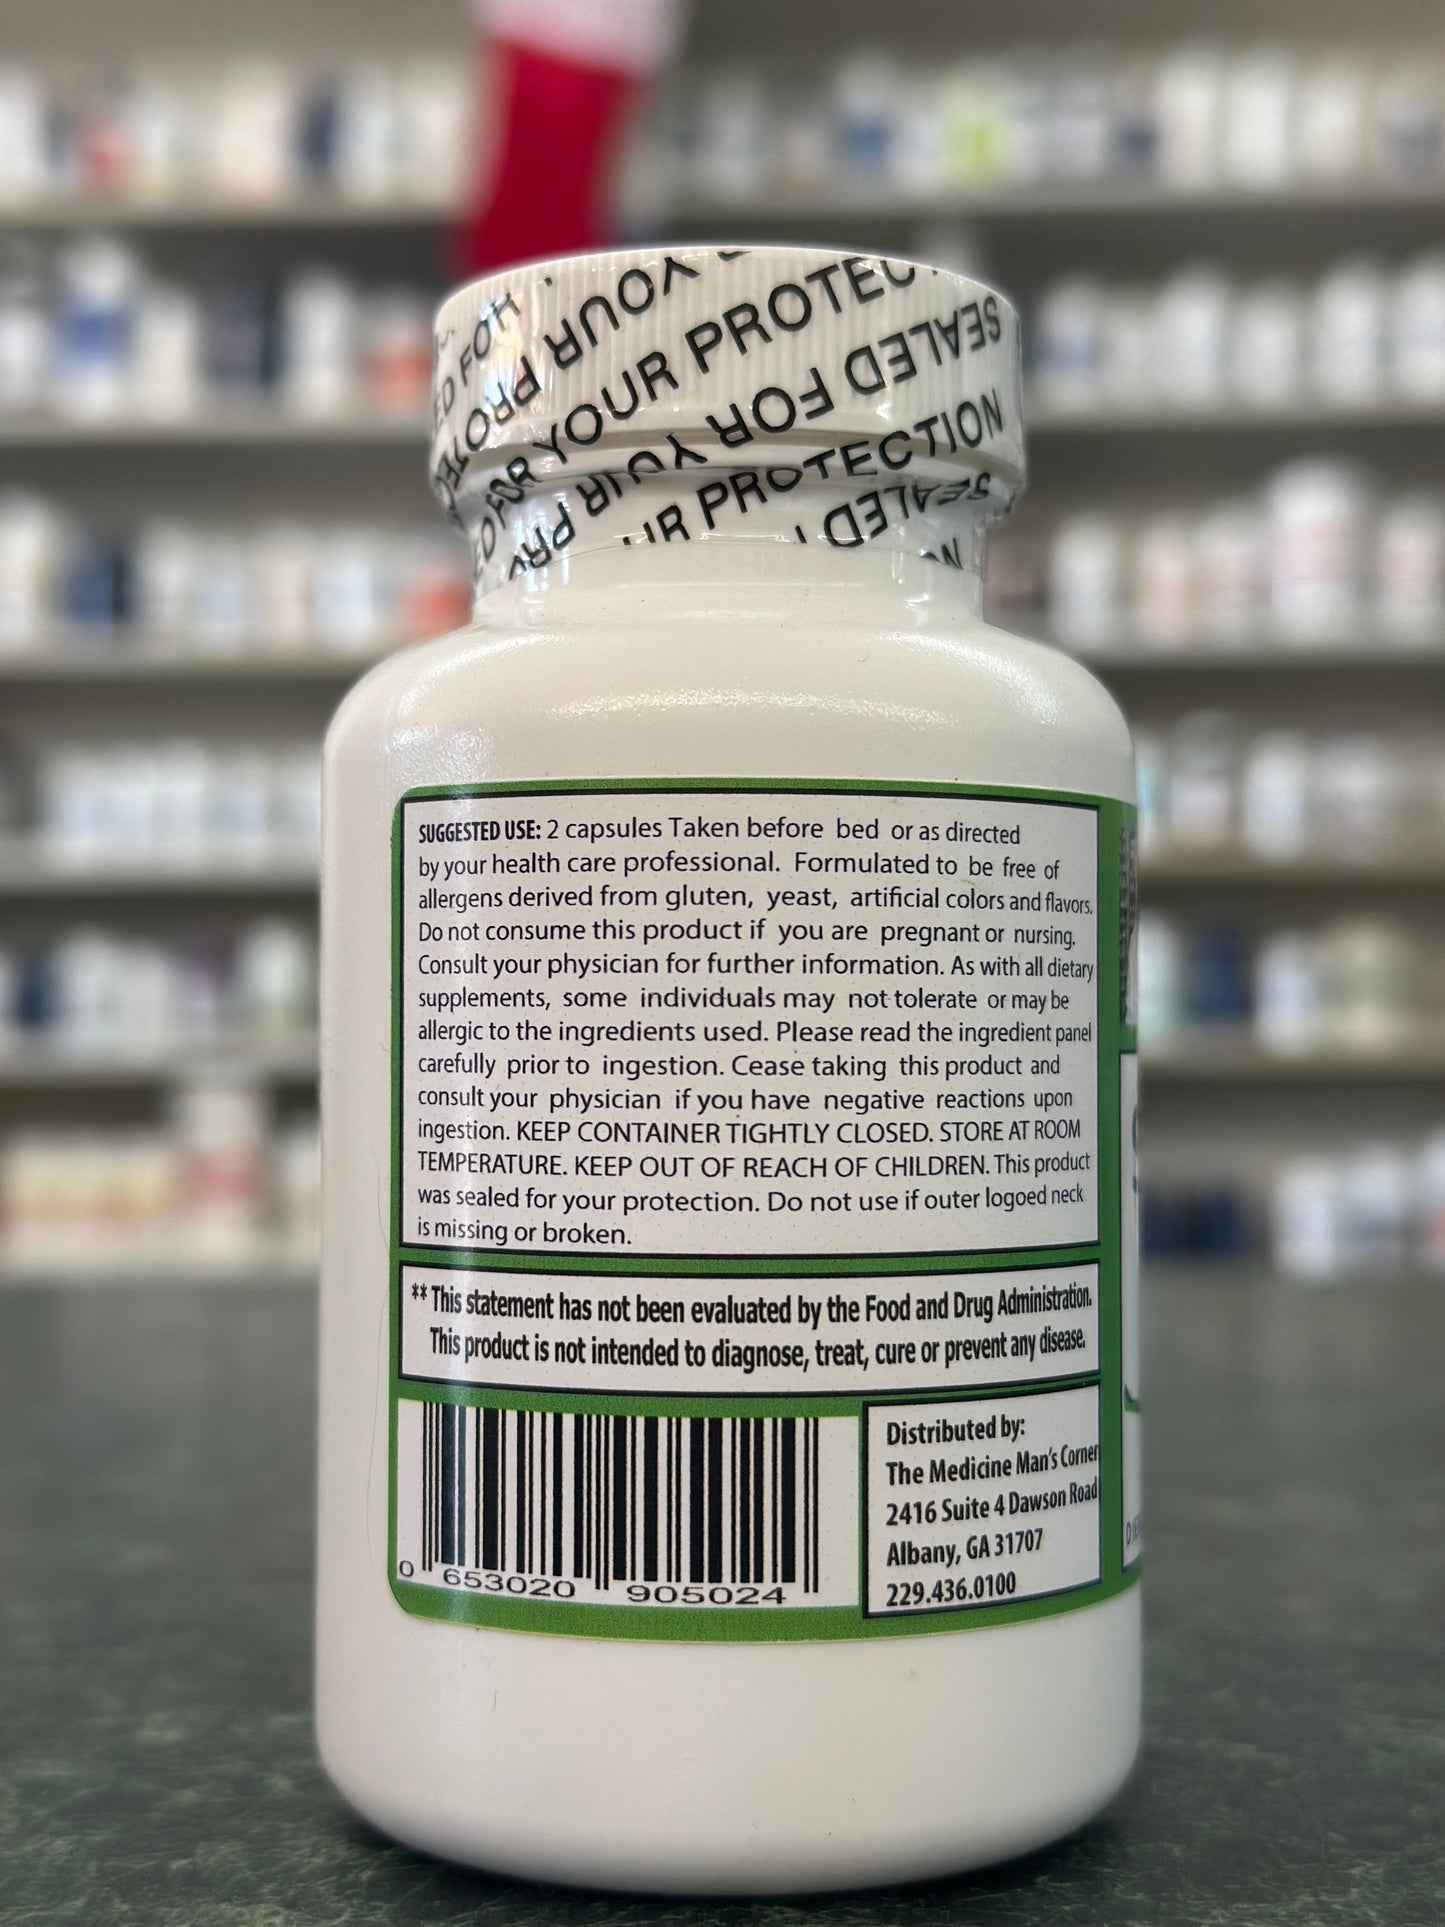 YOUR
FOR YOUR PROTEC
SEALED FOR YOUR PRO
PROTECTION
SEALED
SUGGESTED USE: 2 capsules Taken before bed or as directed
by your health care professional. Formulated to be free of
allergens derived from gluten, yeast, artificial colors and flavors.
Do not consume this product if you are pregnant or nursing.
Consult your physician for further information. As with all dietary
supplements, some individuals may not tolerate or may be
allergic to the ingredients used. Please read the ingredient panel
carefully prior to ingestion. Cease taking this product and
consult your physician if you have negative reactions upon
ingestion. KEEP CONTAINER TIGHTLY CLOSED. STORE AT ROOM
TEMPERATURE. KEEP OUT OF REACH OF CHILDREN. This product
was sealed for your protection. Do not use if outer logoed neck
is missing or broken.
** This statement has not been evaluated by the Food and Drug Administration.
This product is not intended to diagnose, treat, cure or prevent any disease.
0 653020 905024
Distributed by:
The Medicine Man's Corner
2416 Suite 4 Dawson Road
Albany, GA 31707
229.436.0100